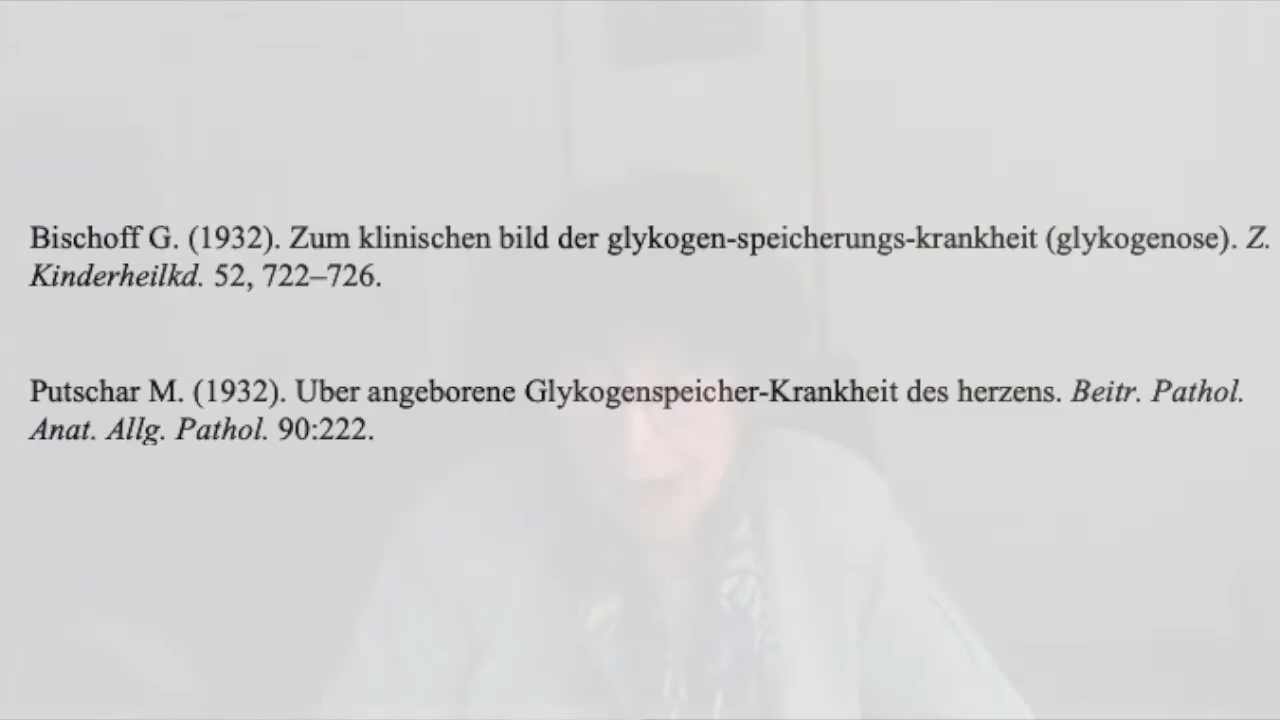 Bischoff G. (1932). Zum klinischen bild der glykogen-speicherungs-krankheit (glykogenose). Z.
Kinderheilkd. 52, 722–726.
Putschar M. (1932). Uber angeborene Glykogenspeicher-Krankheit des herzens. Beitr. Pathol.
Anat. Allg. Pathol. 90:222.